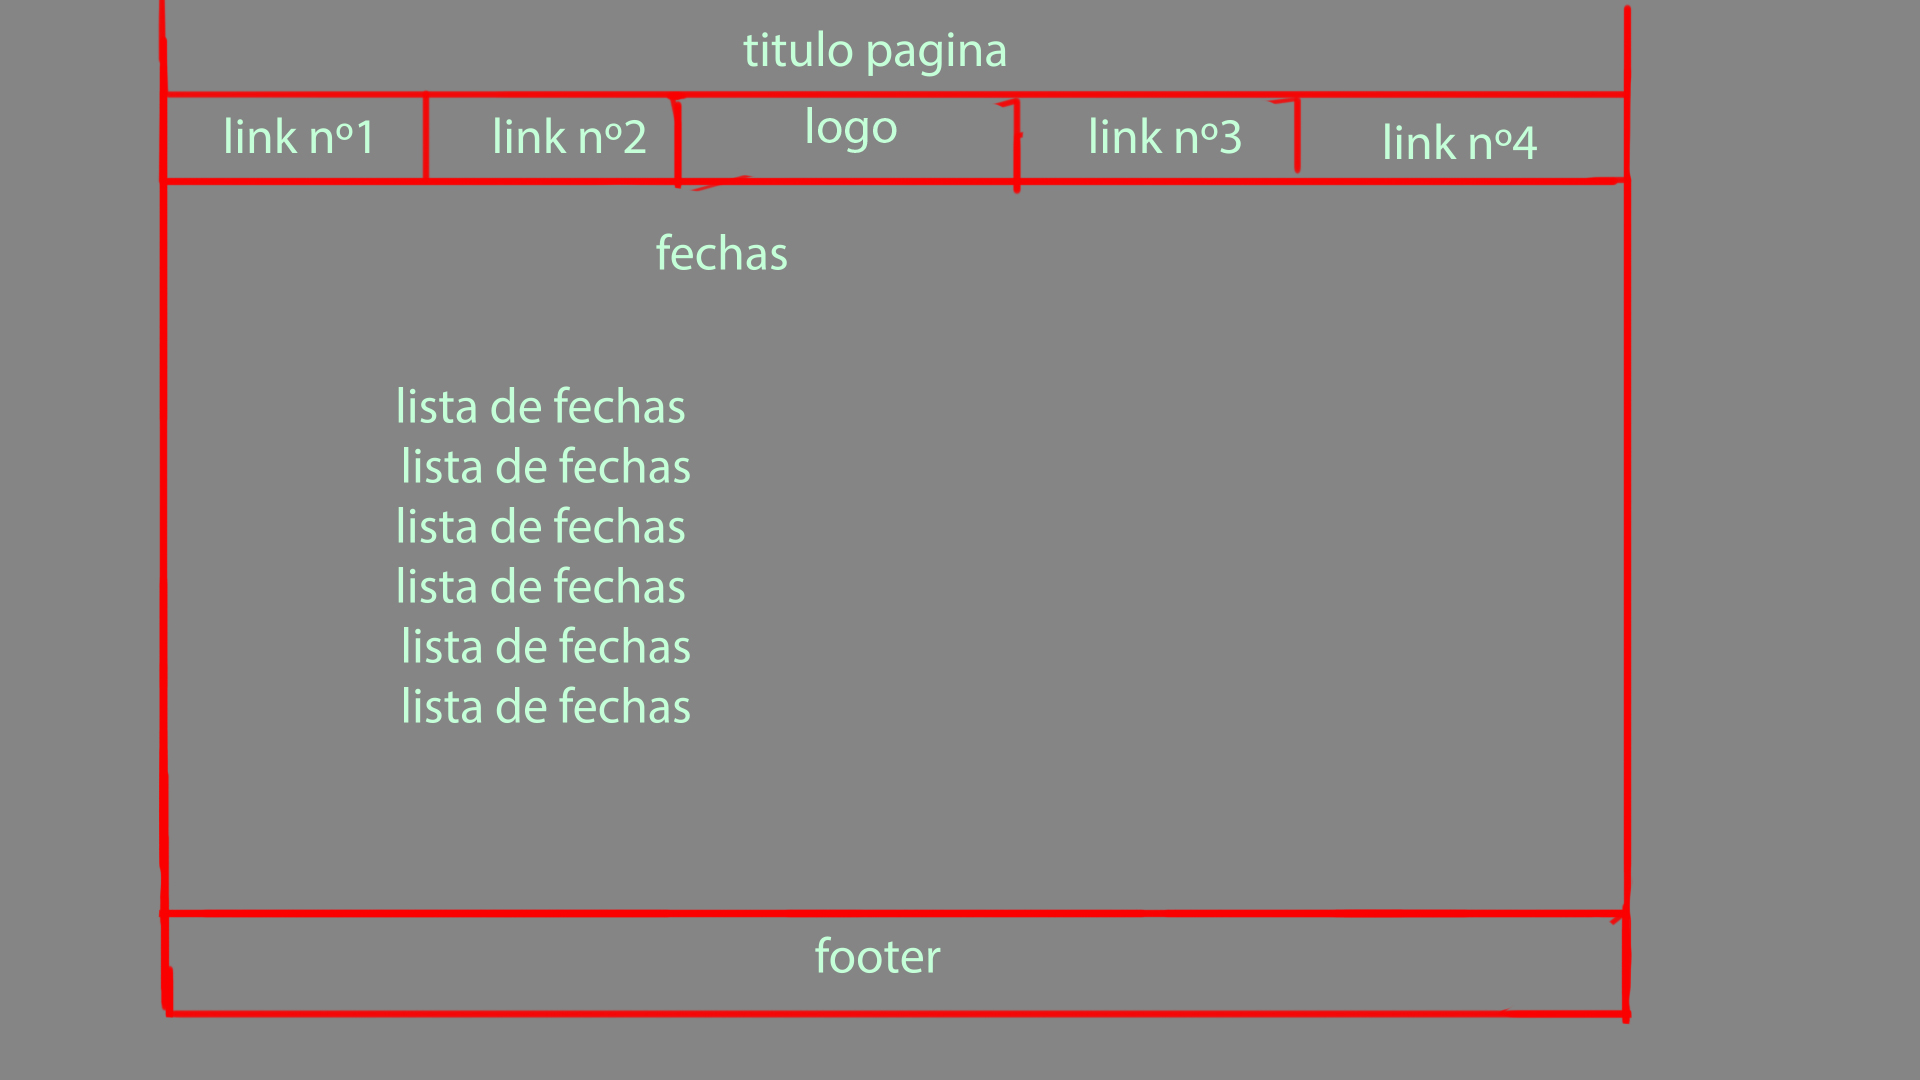 titulo pagina
link nº1
link nº2
logo
link nº3
link nº4
fechas
lista de fechas
lista de fechas
lista de fechas
lista de fechas
lista de fechas
lista de fechas
footer